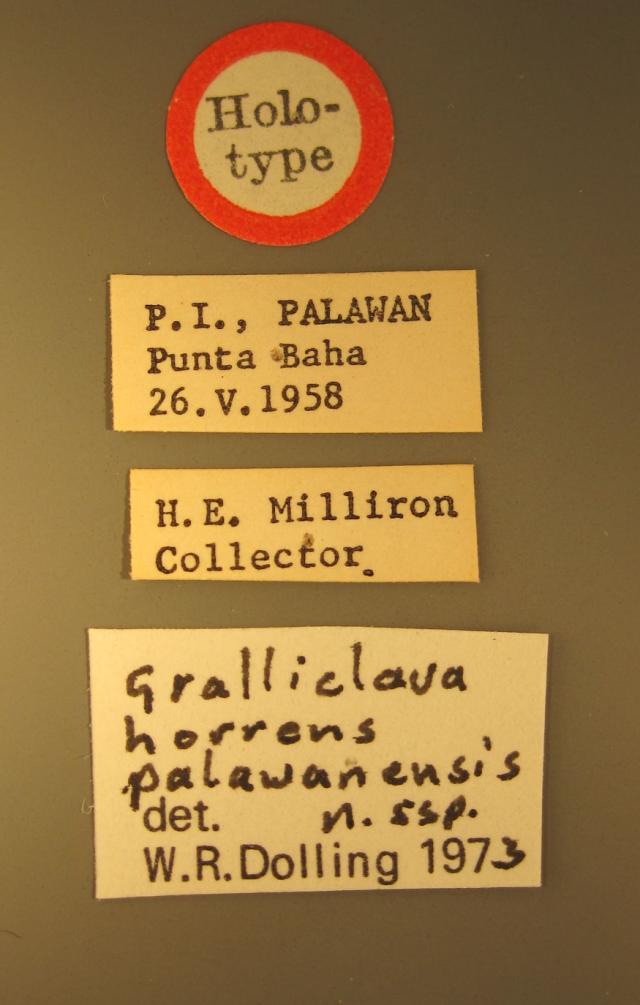 Holo-
type
P.I., PALAWAN
Punta Baha
26.V.1958
H.E. Milliron
Collector.
Gralliclava
horrens
palawanensis
det. n. ssp.
W.R.Dolling 1973